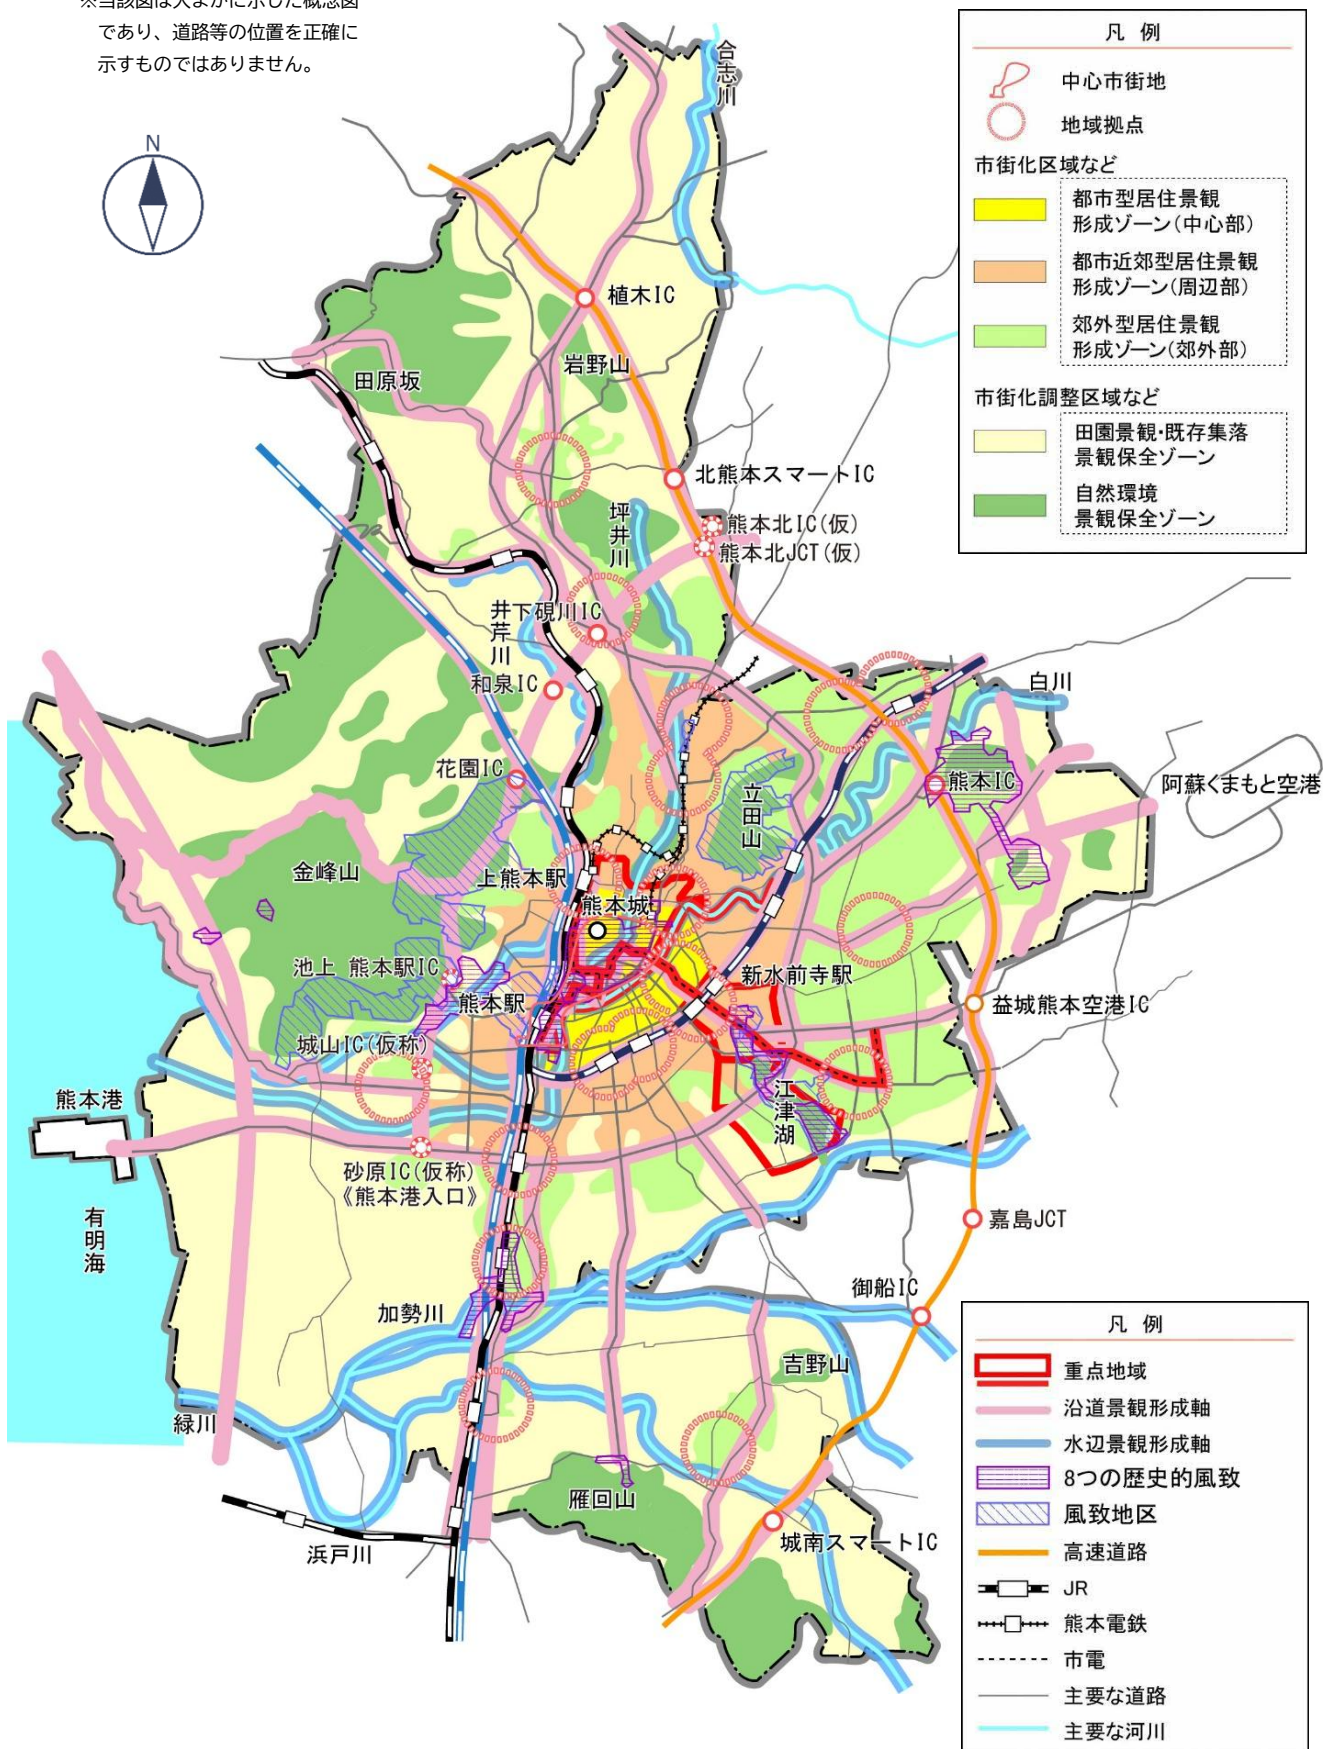 ※当該図は大まかに示した概念図
であり、道路等の位置を正確に
示すものではありません。
N
凡 例
中心市街地
地域拠点
市街化区域など
都市型居住景観
形成ゾーン(中心部)
都市近郊型居住景観
形成ゾーン(周辺部)
郊外型居住景観
形成ゾーン(郊外部)
市街化調整区域など
田園景観・既存集落
景観保全ゾーン
自然環境
景観保全ゾーン
合志川
植木IC
岩野山
田原坂
北熊本スマートIC
坪井川
熊本北IC(仮)
熊本北JCT(仮)
井芹川
下硯川IC
和泉IC
白川
花園IC
熊本IC
阿蘇くまもと空港
立田山
金峰山
上熊本駅
熊本城
池上 熊本駅IC
熊本駅
新水前寺駅
益城熊本空港IC
城山IC(仮称)
熊本港
江津湖
砂原IC(仮称)
《熊本港入口》
有明海
嘉島JCT
御船IC
加勢川
吉野山
緑川
雁回山
城南スマートIC
浜戸川
凡 例
重点地域
沿道景観形成軸
水辺景観形成軸
8つの歴史的風致
風致地区
高速道路
JR
熊本電鉄
市電
主要な道路
主要な河川